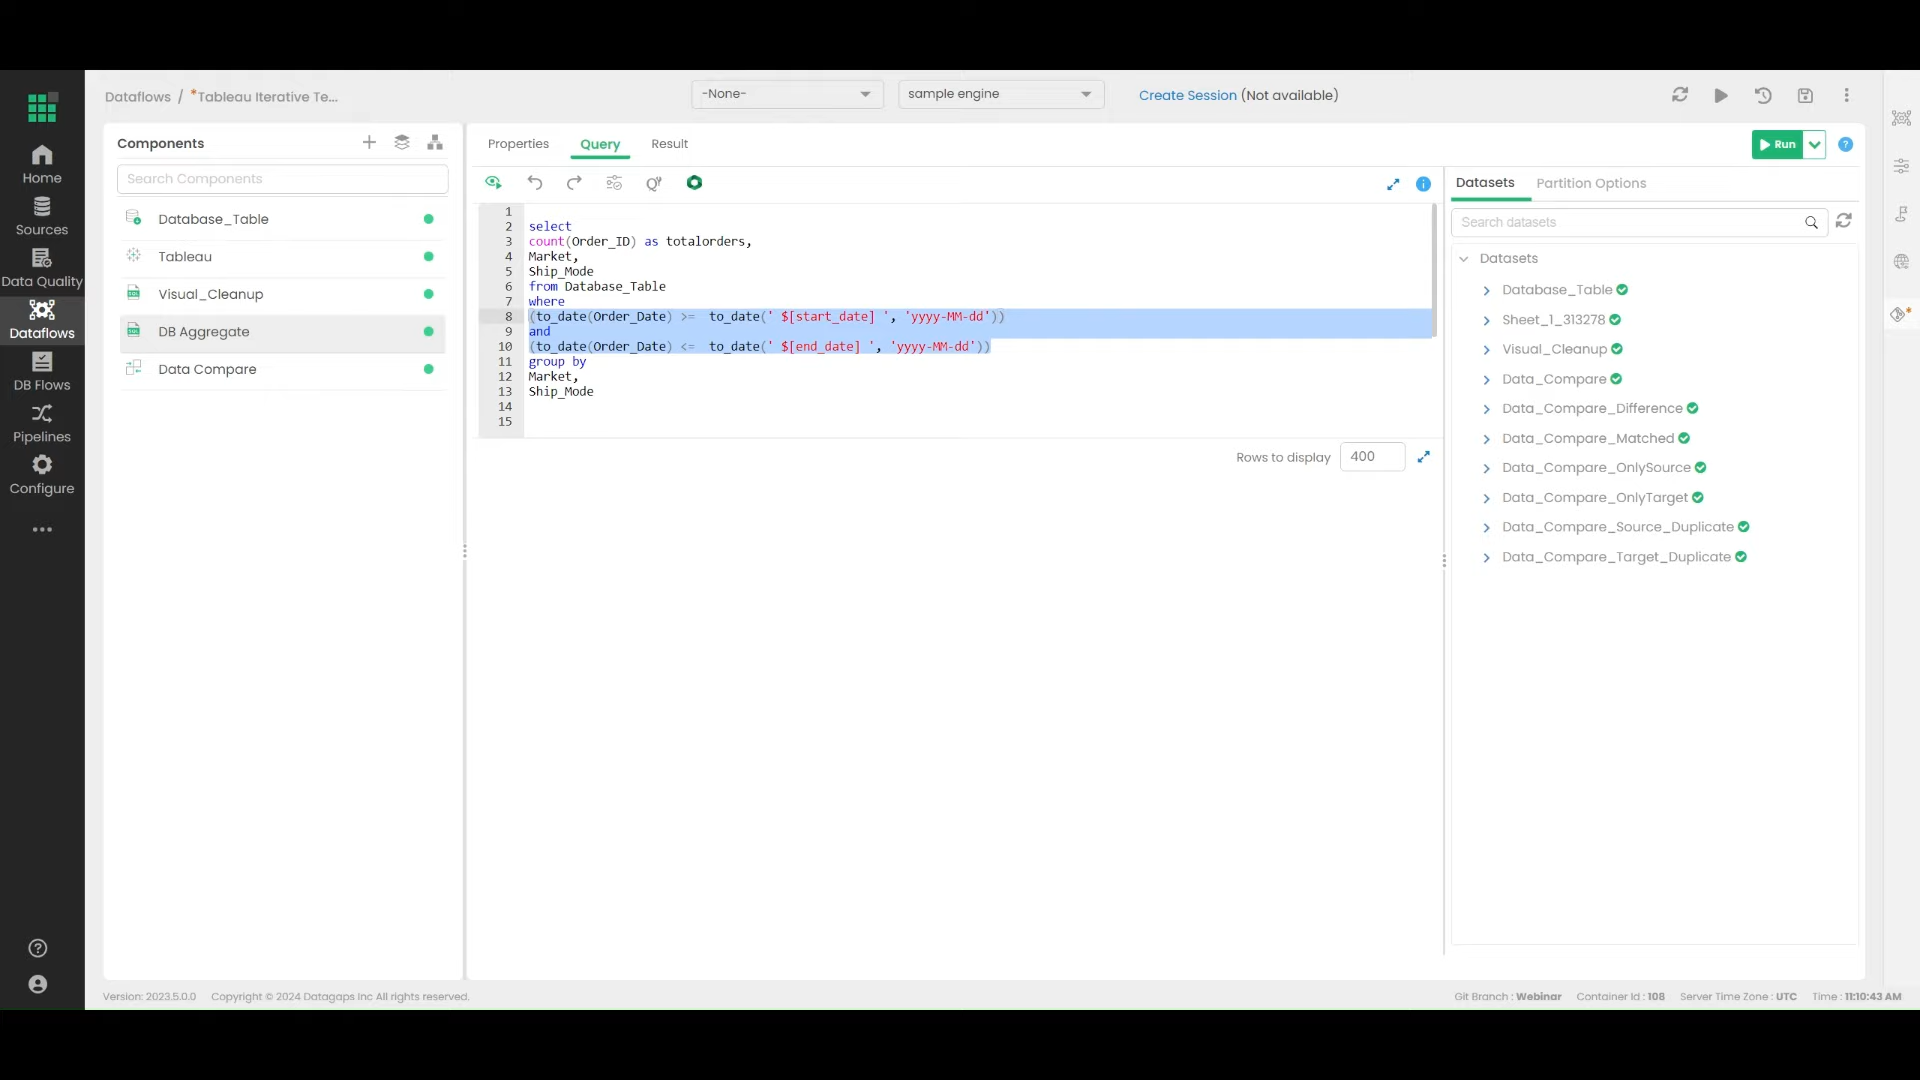 Dataflows / *Tableau Iterative Te...
-None-
sample engine
Create Session (Not available)
Home
Sources
Data Quality
Dataflows
DB Flows
Pipelines
Configure
Components
Search Components
Database_Table
Tableau
Visual_Cleanup
DB Aggregate
Data Compare
Properties
Query
Result
Run
1
2 select
3 count(Order_ID) as totalorders,
4 Market,
5 Ship_Mode
6 from Database_Table
7 where
8 (to_date(Order_Date) >=  to_date(' $[start_date] ', 'yyyy-MM-dd'))
9 and
10 (to_date(Order_Date) <=  to_date(' $[end_date] ', 'yyyy-MM-dd'))
11 group by
12 Market,
13 Ship_Mode
14
15
Rows to display 400
Datasets
Partition Options
Search datasets
Datasets
Database_Table
Sheet_1_313278
Visual_Cleanup
Data_Compare
Data_Compare_Difference
Data_Compare_Matched
Data_Compare_OnlySource
Data_Compare_OnlyTarget
Data_Compare_Source_Duplicate
Data_Compare_Target_Duplicate
Version: 2023.5.0.0 Copyright © 2024 Datagaps Inc All rights reserved.
Git Branch : Webinar Container Id : 108 Server Time Zone : UTC Time : 11:10:43 AM